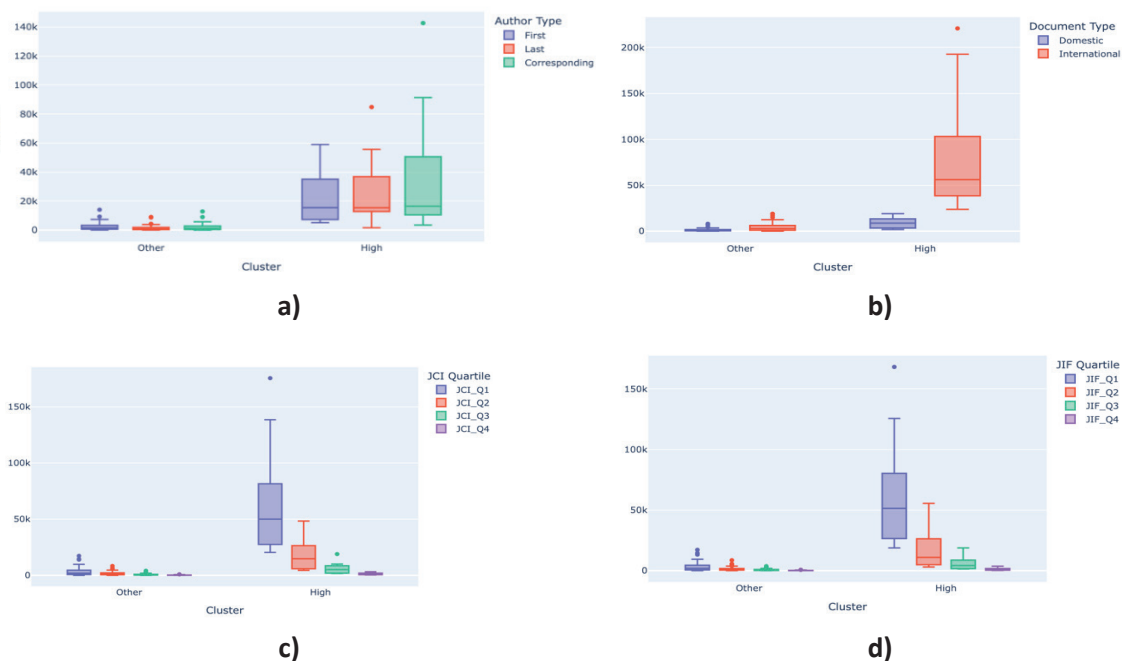 Author Type
First
Last
Corresponding
140k
120k
100k
80k
60k
40k
20k
0
Other
High
Cluster
a)
Document Type
Domestic
International
200k
150k
100k
50k
0
Other
High
Cluster
b)
JCI Quartile
JCI_Q1
JCI_Q2
JCI_Q3
JCI_Q4
150k
100k
50k
0
Other
High
Cluster
c)
JIF Quartile
JIF_Q1
JIF_Q2
JIF_Q3
JIF_Q4
150k
100k
50k
0
Other
High
Cluster
d)